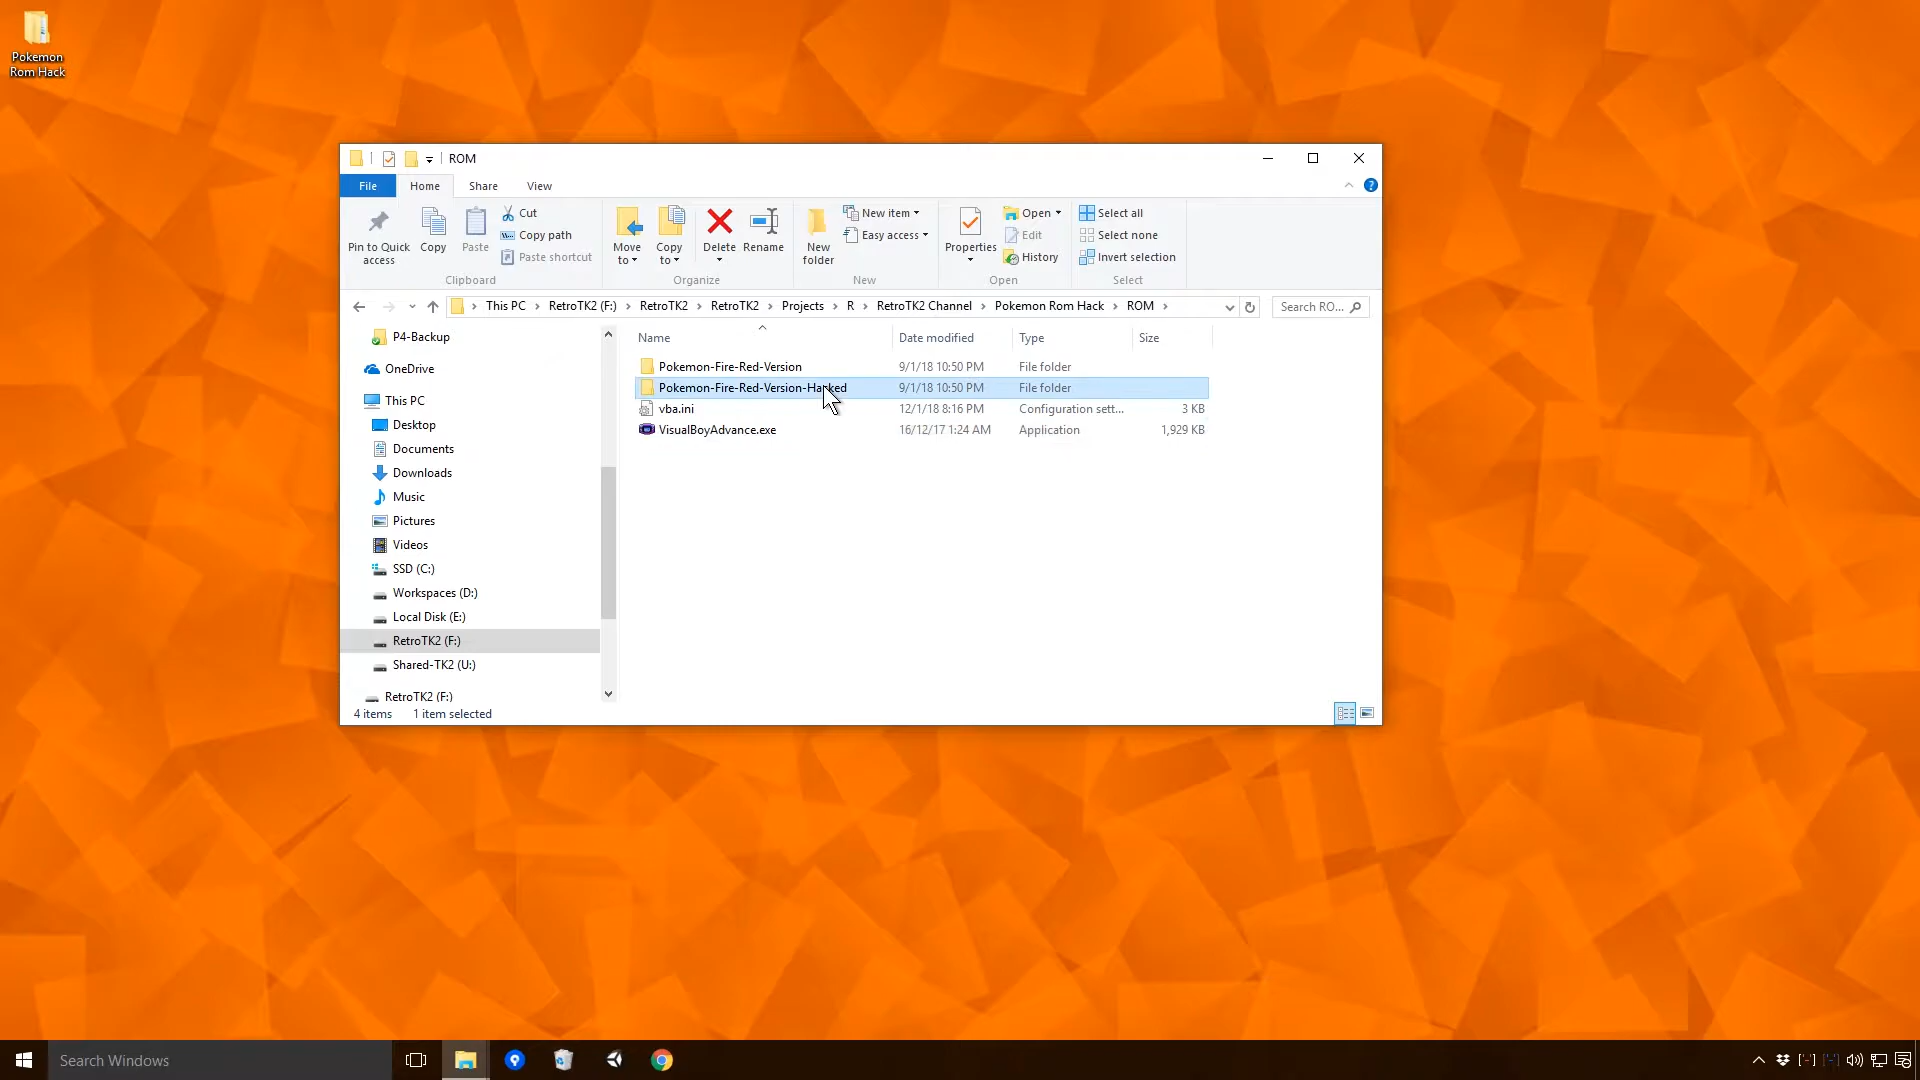 Pokemon
Rom Hack
ROM
File Home Share View
Pin to Quick
access
Copy
Paste
Cut
Copy path
Paste shortcut
Clipboard
Move
to
Copy
to
Delete
Rename
Organize
New
folder
New item
Easy access
New
Properties
Open
Edit
History
Open
Select all
Select none
Invert selection
Select
This PC RetroTK2 (F:) RetroTK2 RetroTK2 Projects R RetroTK2 Channel Pokemon Rom Hack ROM
Search RO...
P4-Backup
OneDrive
This PC
Desktop
Documents
Downloads
Music
Pictures
Videos
SSD (C:)
Workspaces (D:)
Local Disk (E:)
RetroTK2 (F:)
Shared-TK2 (U:)
RetroTK2 (F:)
Name Date modified Type Size
Pokemon-Fire-Red-Version 9/1/18 10:50 PM File folder
Pokemon-Fire-Red-Version-Hacked 9/1/18 10:50 PM File folder
vba.ini 12/1/18 8:16 PM Configuration sett... 3 KB
VisualBoyAdvance.exe 16/12/17 1:24 AM Application 1,929 KB
4 items 1 item selected
Search Windows